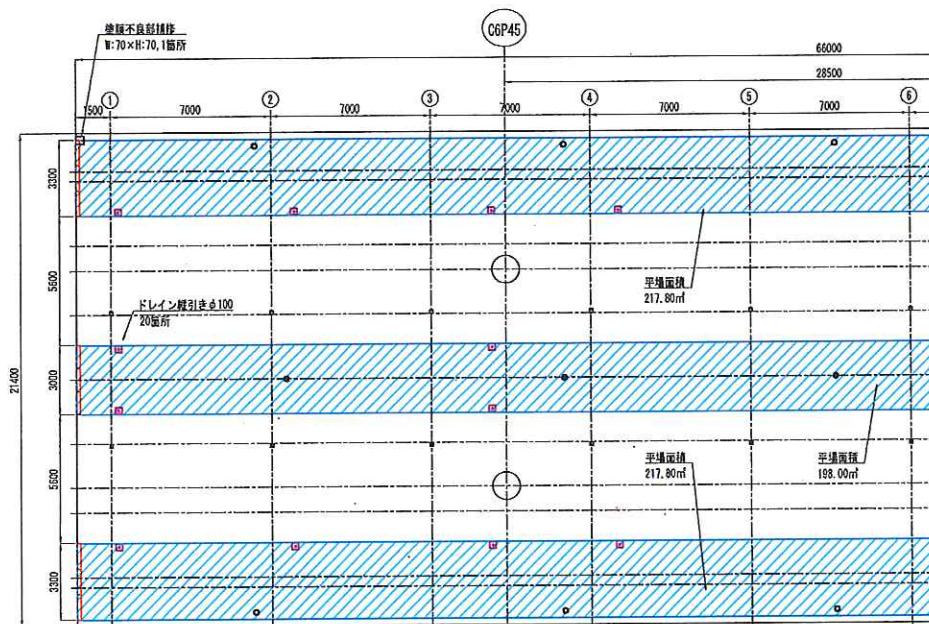 C6P45
塗膜不良部補修
W:70×H:70,1箇所
66000
28500
1500
①
7000
②
7000
③
7000
④
7000
⑤
7000
⑥
3300
5600
3000
5600
3300
21400
平場面積
217.80㎡
ドレイン縦引きφ100
20箇所
平場面積
217.80㎡
平場面積
198.00㎡